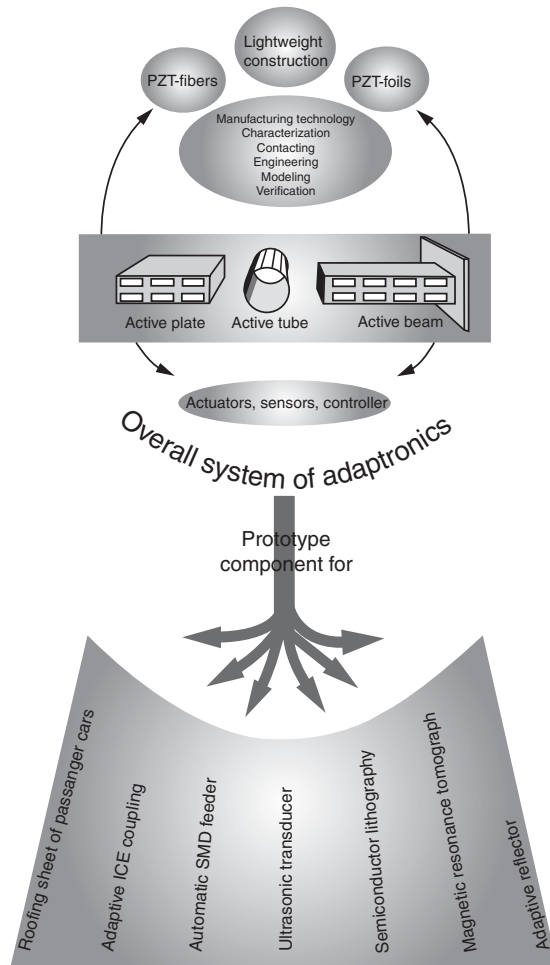 Lightweight
construction
PZT-fibers
PZT-foils
Manufacturing technology
Characterization
Contacting
Engineering
Modeling
Verification
Active plate
Active tube
Active beam
Actuators, sensors, controller
Overall system of adaptronics
Prototype
component for
Roofing sheet of passanger cars
Adaptive ICE coupling
Automatic SMD feeder
Ultrasonic transducer
Semiconductor lithography
Magnetic resonance tomograph
Adaptive reflector